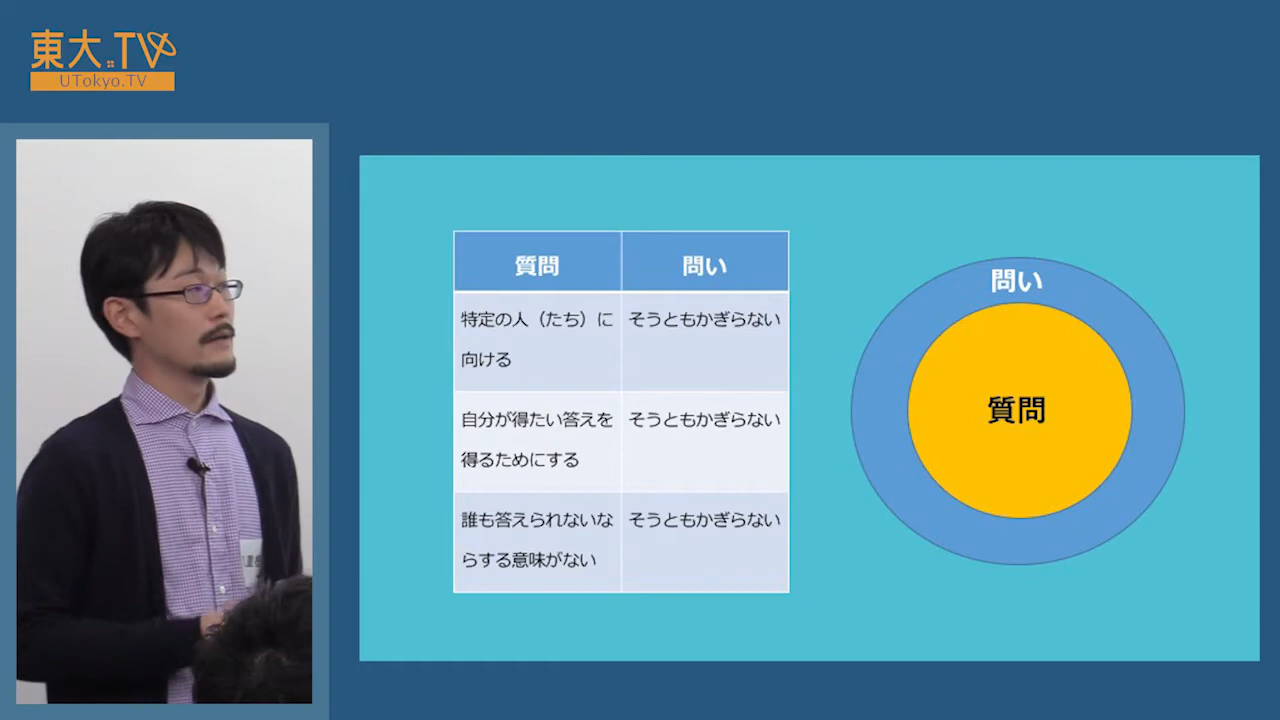 東大.TV
UTokyo.TV
質問
問い
特定の人（たち）に
向ける
そうともかぎらない
自分が得たい答えを
得るためにする
そうともかぎらない
誰も答えられないな
らする意味がない
そうともかぎらない
問い
質問